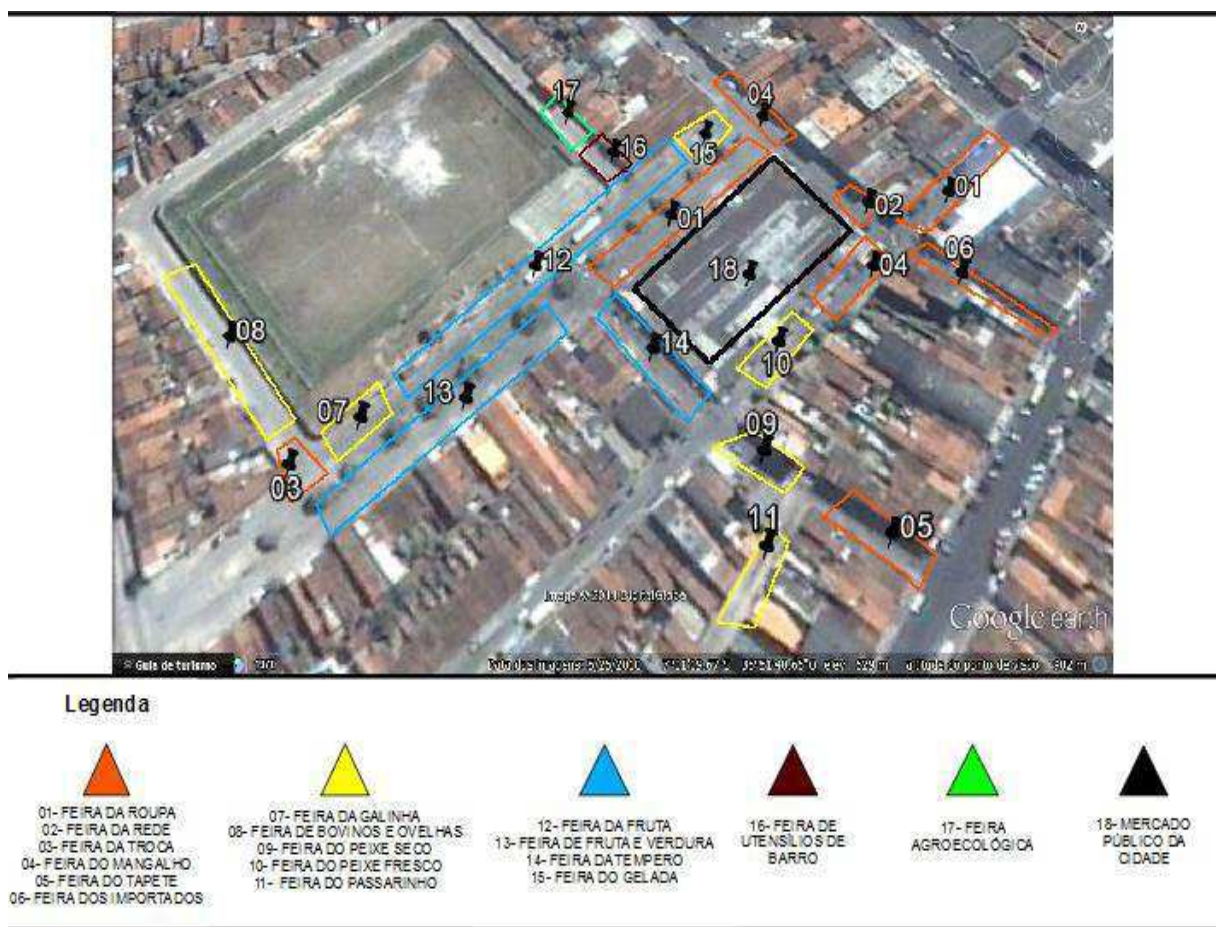 N
17
04
16
15
01
02
01
12
06
04
18
08
14
10
13
07
09
03
11
05
Google earth
© Guia de turismo
Legenda
01- FEIRA DA ROUPA
02- FEIRA DA REDE
03- FEIRA DA TROCA
04- FEIRA DO MANGALHO
05- FEIRA DO TAPETE
06- FEIRA DOS IMPORTADOS
07- FEIRA DA GALINHA
08- FEIRA DE BOVINOS E OVELHAS
09- FEIRA DO PEIXE SECO
10- FEIRA DO PEIXE FRESCO
11- FEIRA DO PASSARINHO
12- FEIRA DA FRUTA
13- FEIRA DE FRUTA E VERDURA
14- FEIRA DA TEMPERO
15- FEIRA DO GELADA
16- FEIRA DE
UTENSÍLIOS DE
BARRO
17- FEIRA
AGROECOLÓGICA
18- MERCADO
PÚBLICO DA
CIDADE